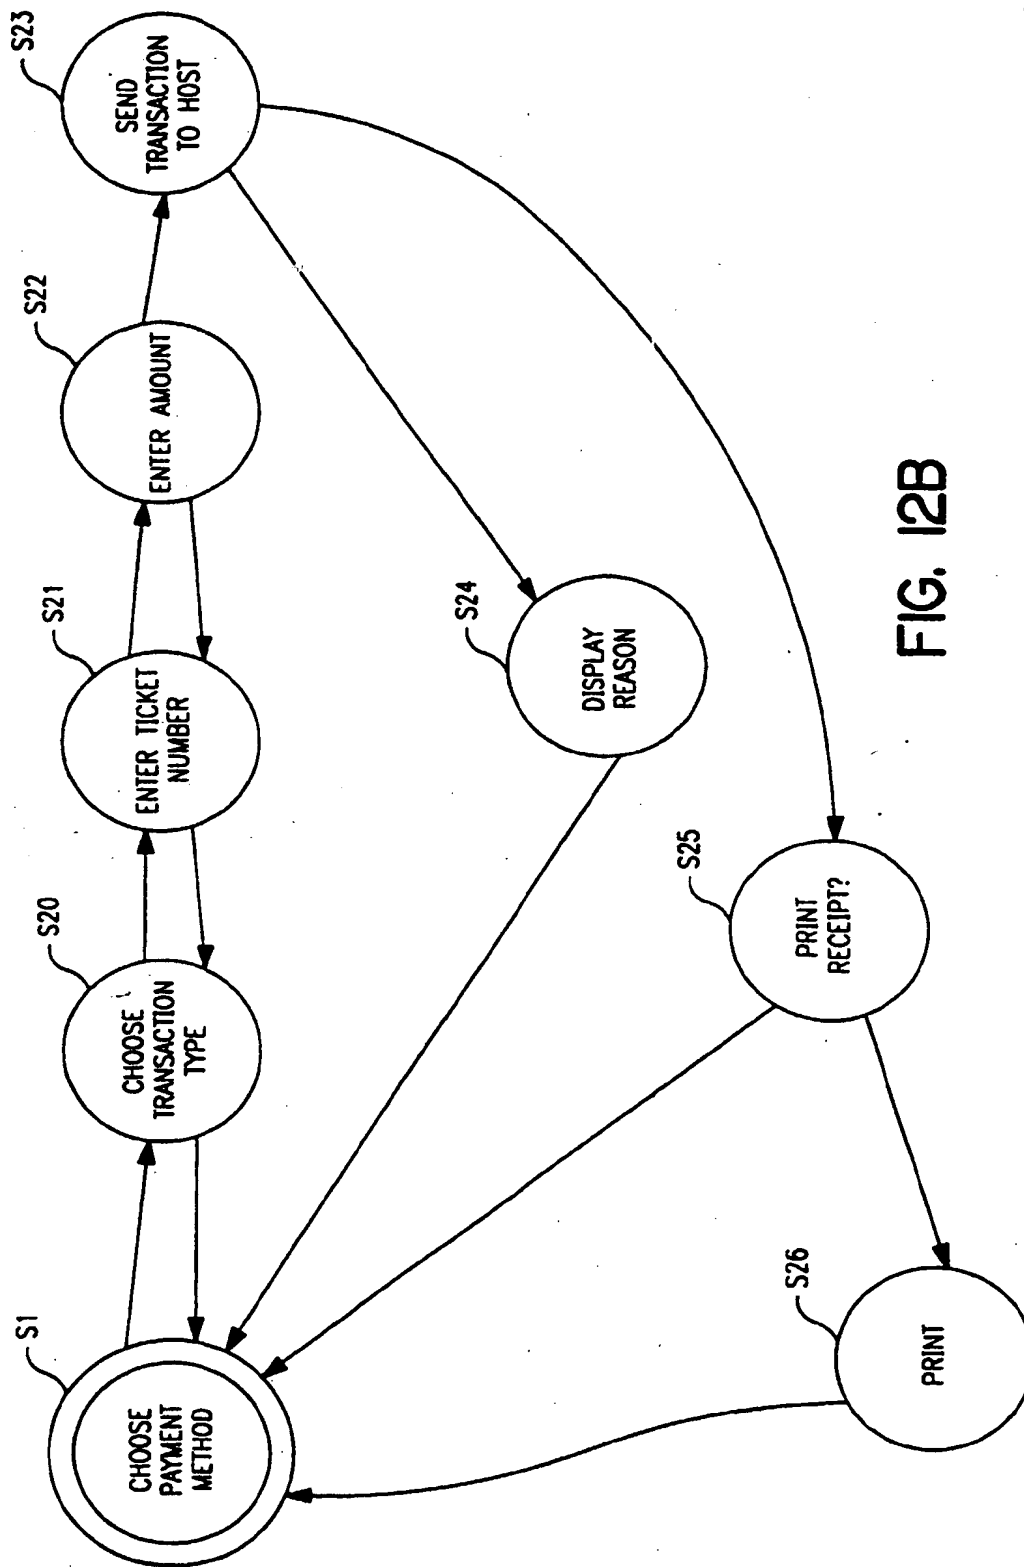 S1
CHOOSE
PAYMENT
METHOD
S20
CHOOSE
TRANSACTION
TYPE
S21
ENTER TICKET
NUMBER
S22
ENTER AMOUNT
S23
SEND
TRANSACTION
TO HOST
S24
DISPLAY
REASON
S25
PRINT
RECEIPT?
S26
PRINT
FIG. 12B